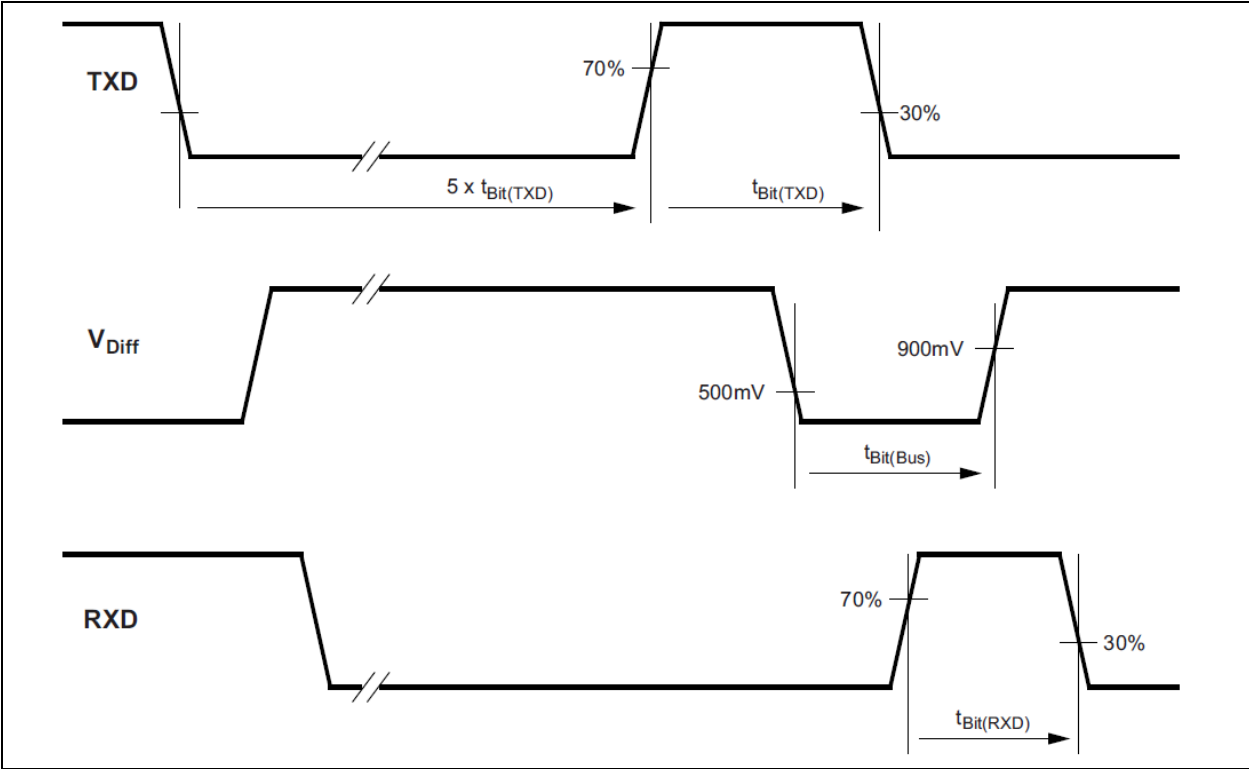 TXD
70%
30%
5 x tBit(TXD)
tBit(TXD)
VDiff
900mV
500mV
tBit(Bus)
RXD
70%
30%
tBit(RXD)